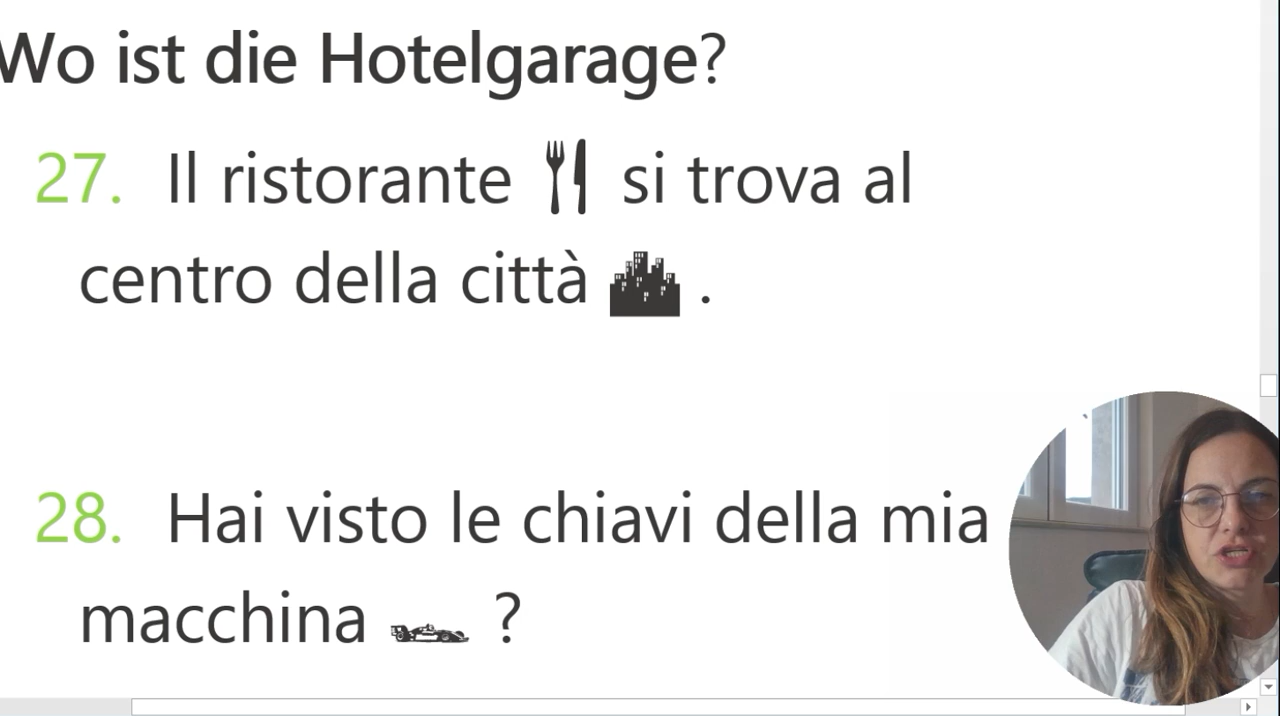 Wo ist die Hotelgarage?
27. Il ristorante si trova al
centro della città .
28. Hai visto le chiavi della mia
macchina ?